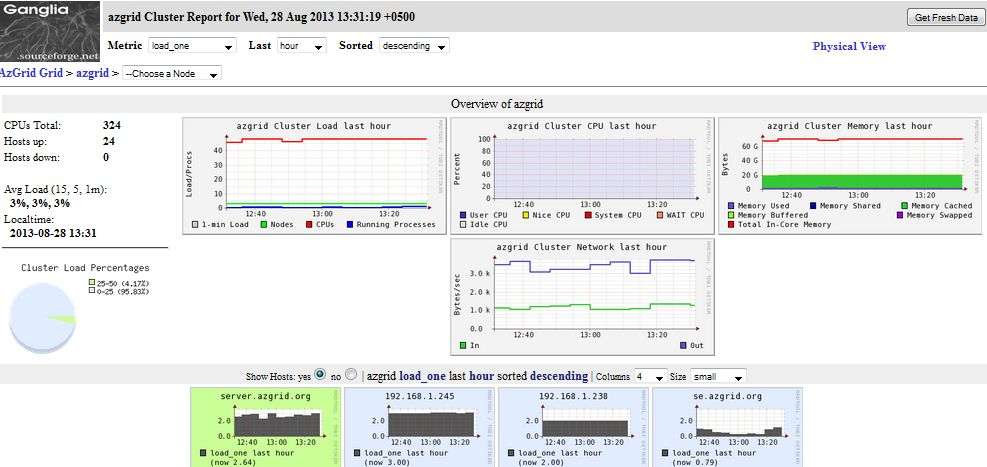 Ganglia
.sourceforge.net
azgrid Cluster Report for Wed, 28 Aug 2013 13:31:19 +0500
Get Fresh Data
Metric load_one Last hour Sorted descending
Physical View
AzGrid Grid > azgrid > --Choose a Node
Overview of azgrid
CPUs Total: 324
Hosts up: 24
Hosts down: 0
Avg Load (15, 5, 1m):
3%, 3%, 3%
Localtime:
2013-08-28 13:31
Cluster Load Percentages
25-50 (4.17%)
0-25 (95.83%)
azgrid Cluster Load last hour
Load/Procs
40
30
20
10
0
12:40 13:00 13:20
1-min Load Nodes CPUs Running Processes
azgrid Cluster CPU last hour
Percent
100
80
60
40
20
0
12:40 13:00 13:20
User CPU Nice CPU System CPU WAIT CPU
Idle CPU
azgrid Cluster Memory last hour
Bytes
60 G
40 G
20 G
0
12:40 13:00 13:20
Memory Used Memory Shared Memory Cached
Memory Buffered Memory Swapped
Total In-Core Memory
azgrid Cluster Network last hour
Bytes/sec
3.0 k
2.0 k
1.0 k
0.0
12:40 13:00 13:20
In Out
Show Hosts: yes no | azgrid load_one last hour sorted descending | Columns 4 Size small
server.azgrid.org
2.0
0.0
12:40 13:00 13:20
load_one last hour
(now 2.64)
192.168.1.245
2.0
0.0
12:40 13:00 13:20
load_one last hour
(now 3.00)
192.168.1.238
2.0
0.0
12:40 13:00 13:20
load_one last hour
(now 2.00)
se.azgrid.org
2.0
0.0
12:40 13:00 13:20
load_one last hour
(now 0.79)